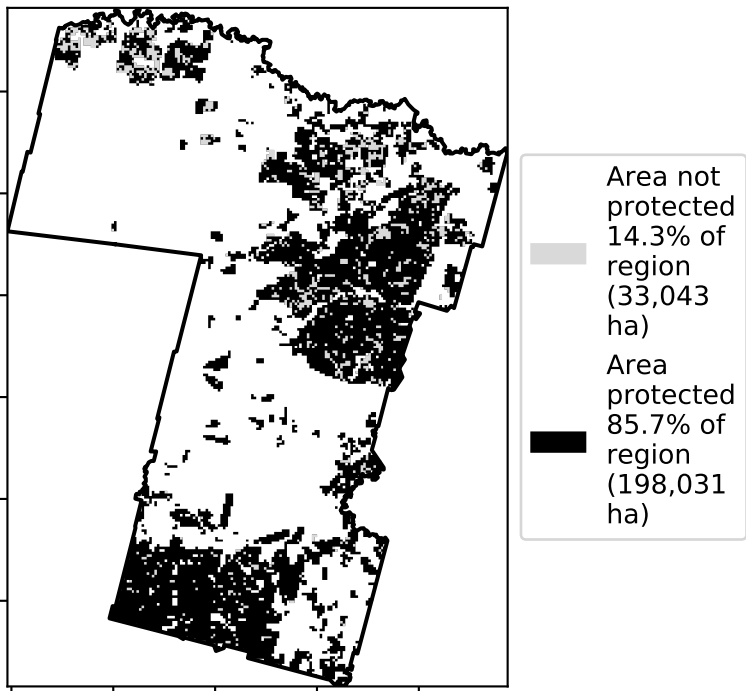 Area not
protected
14.3% of
region
(33,043
ha)
Area
protected
85.7% of
region
(198,031
ha)